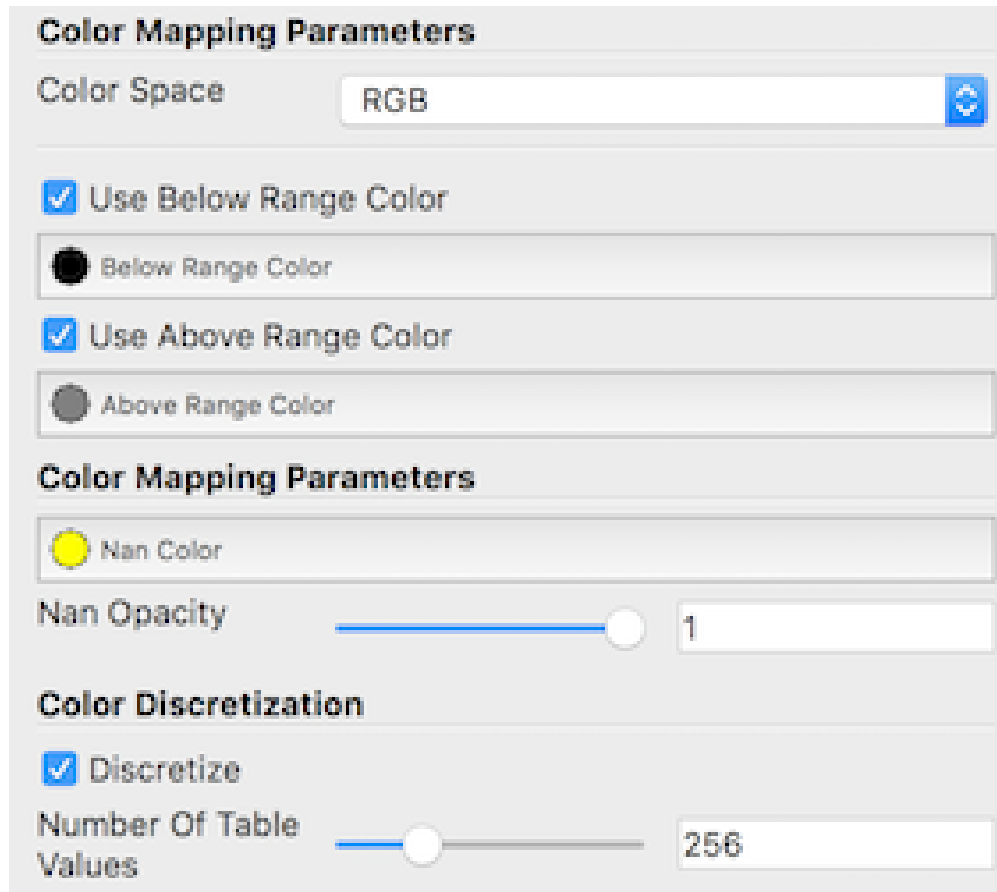 Color Mapping Parameters
Color Space
RGB
Use Below Range Color
Below Range Color
Use Above Range Color
Above Range Color
Color Mapping Parameters
Nan Color
Nan Opacity
1
Color Discretization
Discretize
Number Of Table
Values
256